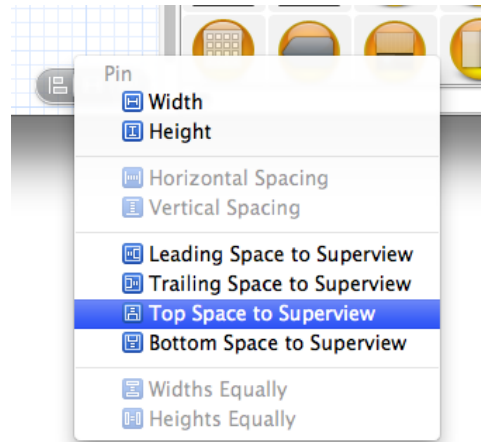 Pin
Width
Height
Horizontal Spacing
Vertical Spacing
Leading Space to Superview
Trailing Space to Superview
Top Space to Superview
Bottom Space to Superview
Widths Equally
Heights Equally